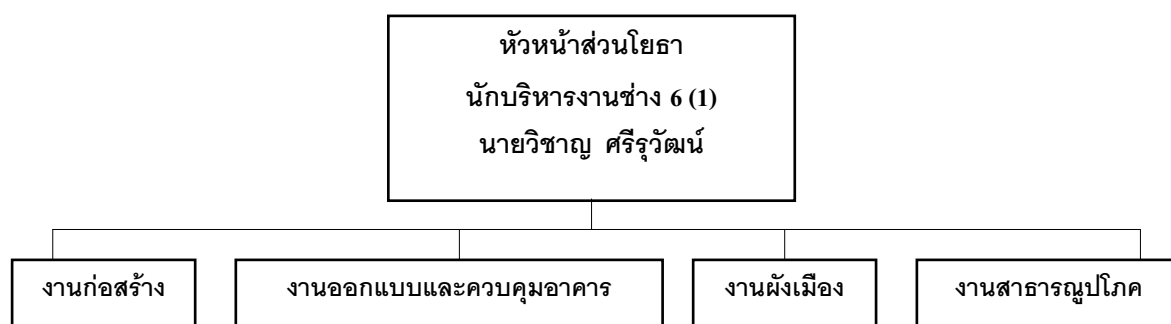 หัวหน้าส่วนโยธา
นักบริหารงานช่าง 6 (1)
นายวิชาญ ศรีรุวัฒน์
งานก่อสร้าง
งานออกแบบและควบคุมอาคาร
งานผังเมือง
งานสาธารณูปโภค